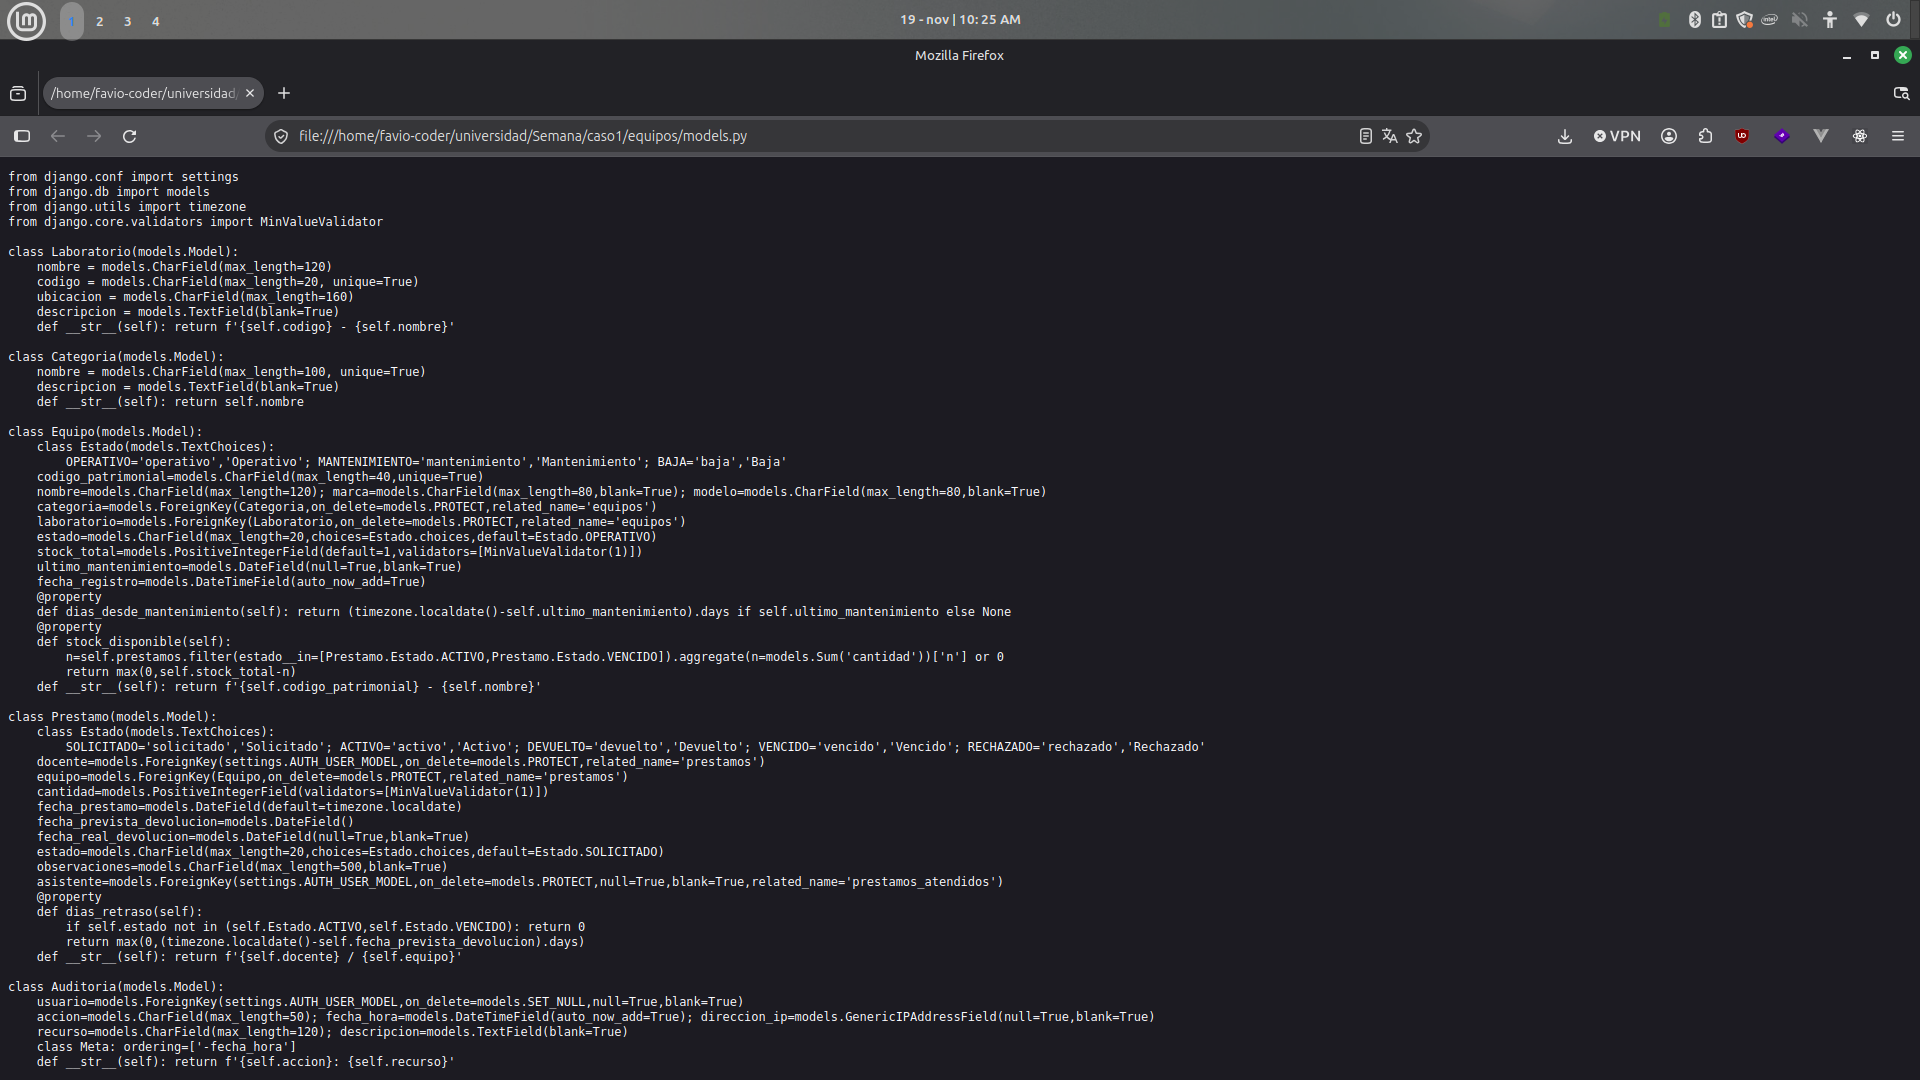 1 2 3 4
19 - nov | 10: 25 AM
Mozilla Firefox
/home/favio-coder/universidad/
file:///home/favio-coder/universidad/Semana/caso1/equipos/models.py
VPN
from django.conf import settings
from django.db import models
from django.utils import timezone
from django.core.validators import MinValueValidator
class Laboratorio(models.Model):
    nombre = models.CharField(max_length=120)
    codigo = models.CharField(max_length=20, unique=True)
    ubicacion = models.CharField(max_length=160)
    descripcion = models.TextField(blank=True)
    def __str__(self): return f'{self.codigo} - {self.nombre}'
class Categoria(models.Model):
    nombre = models.CharField(max_length=100, unique=True)
    descripcion = models.TextField(blank=True)
    def __str__(self): return self.nombre
class Equipo(models.Model):
    class Estado(models.TextChoices):
        OPERATIVO='operativo','Operativo'; MANTENIMIENTO='mantenimiento','Mantenimiento'; BAJA='baja','Baja'
    codigo_patrimonial=models.CharField(max_length=40,unique=True)
    nombre=models.CharField(max_length=120); marca=models.CharField(max_length=80,blank=True); modelo=models.CharField(max_length=80,blank=True)
    categoria=models.ForeignKey(Categoria,on_delete=models.PROTECT,related_name='equipos')
    laboratorio=models.ForeignKey(Laboratorio,on_delete=models.PROTECT,related_name='equipos')
    estado=models.CharField(max_length=20,choices=Estado.choices,default=Estado.OPERATIVO)
    stock_total=models.PositiveIntegerField(default=1,validators=[MinValueValidator(1)])
    ultimo_mantenimiento=models.DateField(null=True,blank=True)
    fecha_registro=models.DateTimeField(auto_now_add=True)
    @property
    def dias_desde_mantenimiento(self): return (timezone.localdate()-self.ultimo_mantenimiento).days if self.ultimo_mantenimiento else None
    @property
    def stock_disponible(self):
        n=self.prestamos.filter(estado__in=[Prestamo.Estado.ACTIVO,Prestamo.Estado.VENCIDO]).aggregate(n=models.Sum('cantidad'))['n'] or 0
        return max(0,self.stock_total-n)
    def __str__(self): return f'{self.codigo_patrimonial} - {self.nombre}'
class Prestamo(models.Model):
    class Estado(models.TextChoices):
        SOLICITADO='solicitado','Solicitado'; ACTIVO='activo','Activo'; DEVUELTO='devuelto','Devuelto'; VENCIDO='vencido','Vencido'; RECHAZADO='rechazado','Rechazado'
    docente=models.ForeignKey(settings.AUTH_USER_MODEL,on_delete=models.PROTECT,related_name='prestamos')
    equipo=models.ForeignKey(Equipo,on_delete=models.PROTECT,related_name='prestamos')
    cantidad=models.PositiveIntegerField(validators=[MinValueValidator(1)])
    fecha_prestamo=models.DateField(default=timezone.localdate)
    fecha_prevista_devolucion=models.DateField()
    fecha_real_devolucion=models.DateField(null=True,blank=True)
    estado=models.CharField(max_length=20,choices=Estado.choices,default=Estado.SOLICITADO)
    observaciones=models.CharField(max_length=500,blank=True)
    asistente=models.ForeignKey(settings.AUTH_USER_MODEL,on_delete=models.PROTECT,null=True,blank=True,related_name='prestamos_atendidos')
    @property
    def dias_retraso(self):
        if self.estado not in (self.Estado.ACTIVO,self.Estado.VENCIDO): return 0
        return max(0,(timezone.localdate()-self.fecha_prevista_devolucion).days)
    def __str__(self): return f'{self.docente} / {self.equipo}'
class Auditoria(models.Model):
    usuario=models.ForeignKey(settings.AUTH_USER_MODEL,on_delete=models.SET_NULL,null=True,blank=True)
    accion=models.CharField(max_length=50); fecha_hora=models.DateTimeField(auto_now_add=True); direccion_ip=models.GenericIPAddressField(null=True,blank=True)
    recurso=models.CharField(max_length=120); descripcion=models.TextField(blank=True)
    class Meta: ordering=['-fecha_hora']
    def __str__(self): return f'{self.accion}: {self.recurso}'